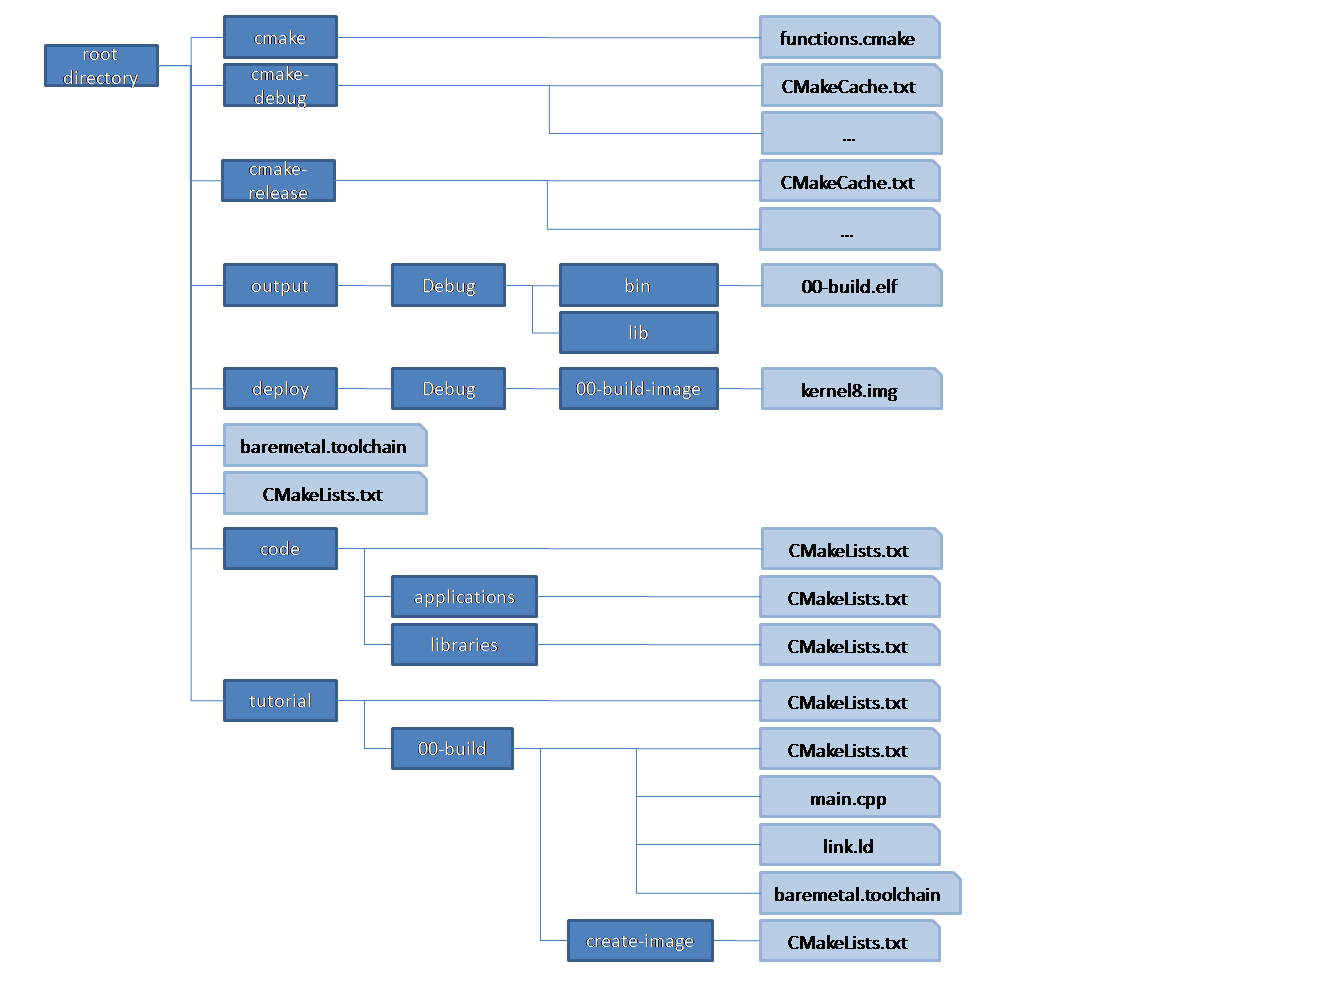 root
directory
cmake
functions.cmake
cmake-
debug
CMakeCache.txt
...
cmake-
release
CMakeCache.txt
...
output
Debug
bin
00-build.elf
lib
deploy
Debug
00-build-image
kernel8.img
baremetal.toolchain
CMakeLists.txt
code
CMakeLists.txt
applications
CMakeLists.txt
libraries
CMakeLists.txt
tutorial
CMakeLists.txt
00-build
CMakeLists.txt
main.cpp
link.ld
baremetal.toolchain
create-image
CMakeLists.txt